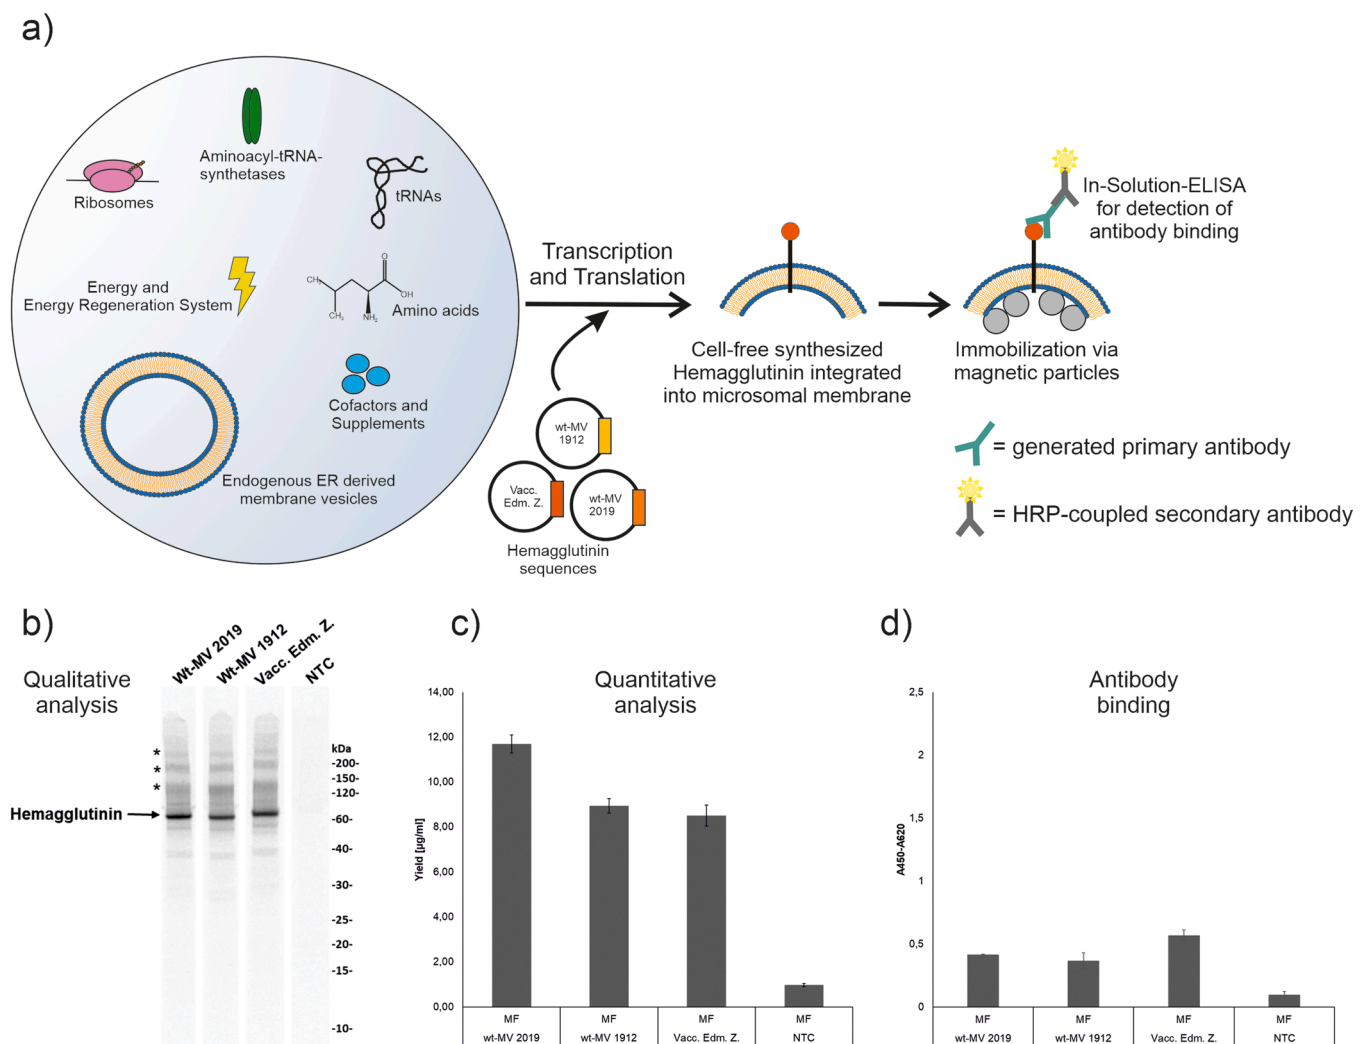 a)
Aminoacyl-tRNA-
synthetases
Ribosomes
tRNAs
Energy and
Energy Regeneration System
CH₃
O
OH
CH₃
NH₂
Amino acids
Cofactors and
Supplements
Endogenous ER derived
membrane vesicles
Transcription
and Translation
wt-MV
1912
Vacc.
Edm. Z.
wt-MV
2019
Hemagglutinin
sequences
Cell-free synthesized
Hemagglutinin integrated
into microsomal membrane
In-Solution-ELISA
for detection of
antibody binding
Immobilization via
magnetic particles
= generated primary antibody
= HRP-coupled secondary antibody
b)
Qualitative
analysis
Wt-MV 2019
Wt-MV 1912
Vacc. Edm. Z.
NTC
*
*
*
Hemagglutinin
kDa
-200-
-150-
-120-
-60-
-40-
-30-
-25-
-20-
-15-
-10-
c)
Quantitative
analysis
Yield [µg/ml]
14,00
12,00
10,00
8,00
6,00
4,00
2,00
0,00
MF MF MF MF
wt-MV 2019 wt-MV 1912 Vacc. Edm. Z. NTC
d)
Antibody
binding
A450-A620
2,5
2
1,5
1
0,5
0
MF MF MF MF
wt-MV 2019 wt-MV 1912 Vacc. Edm. Z. NTC